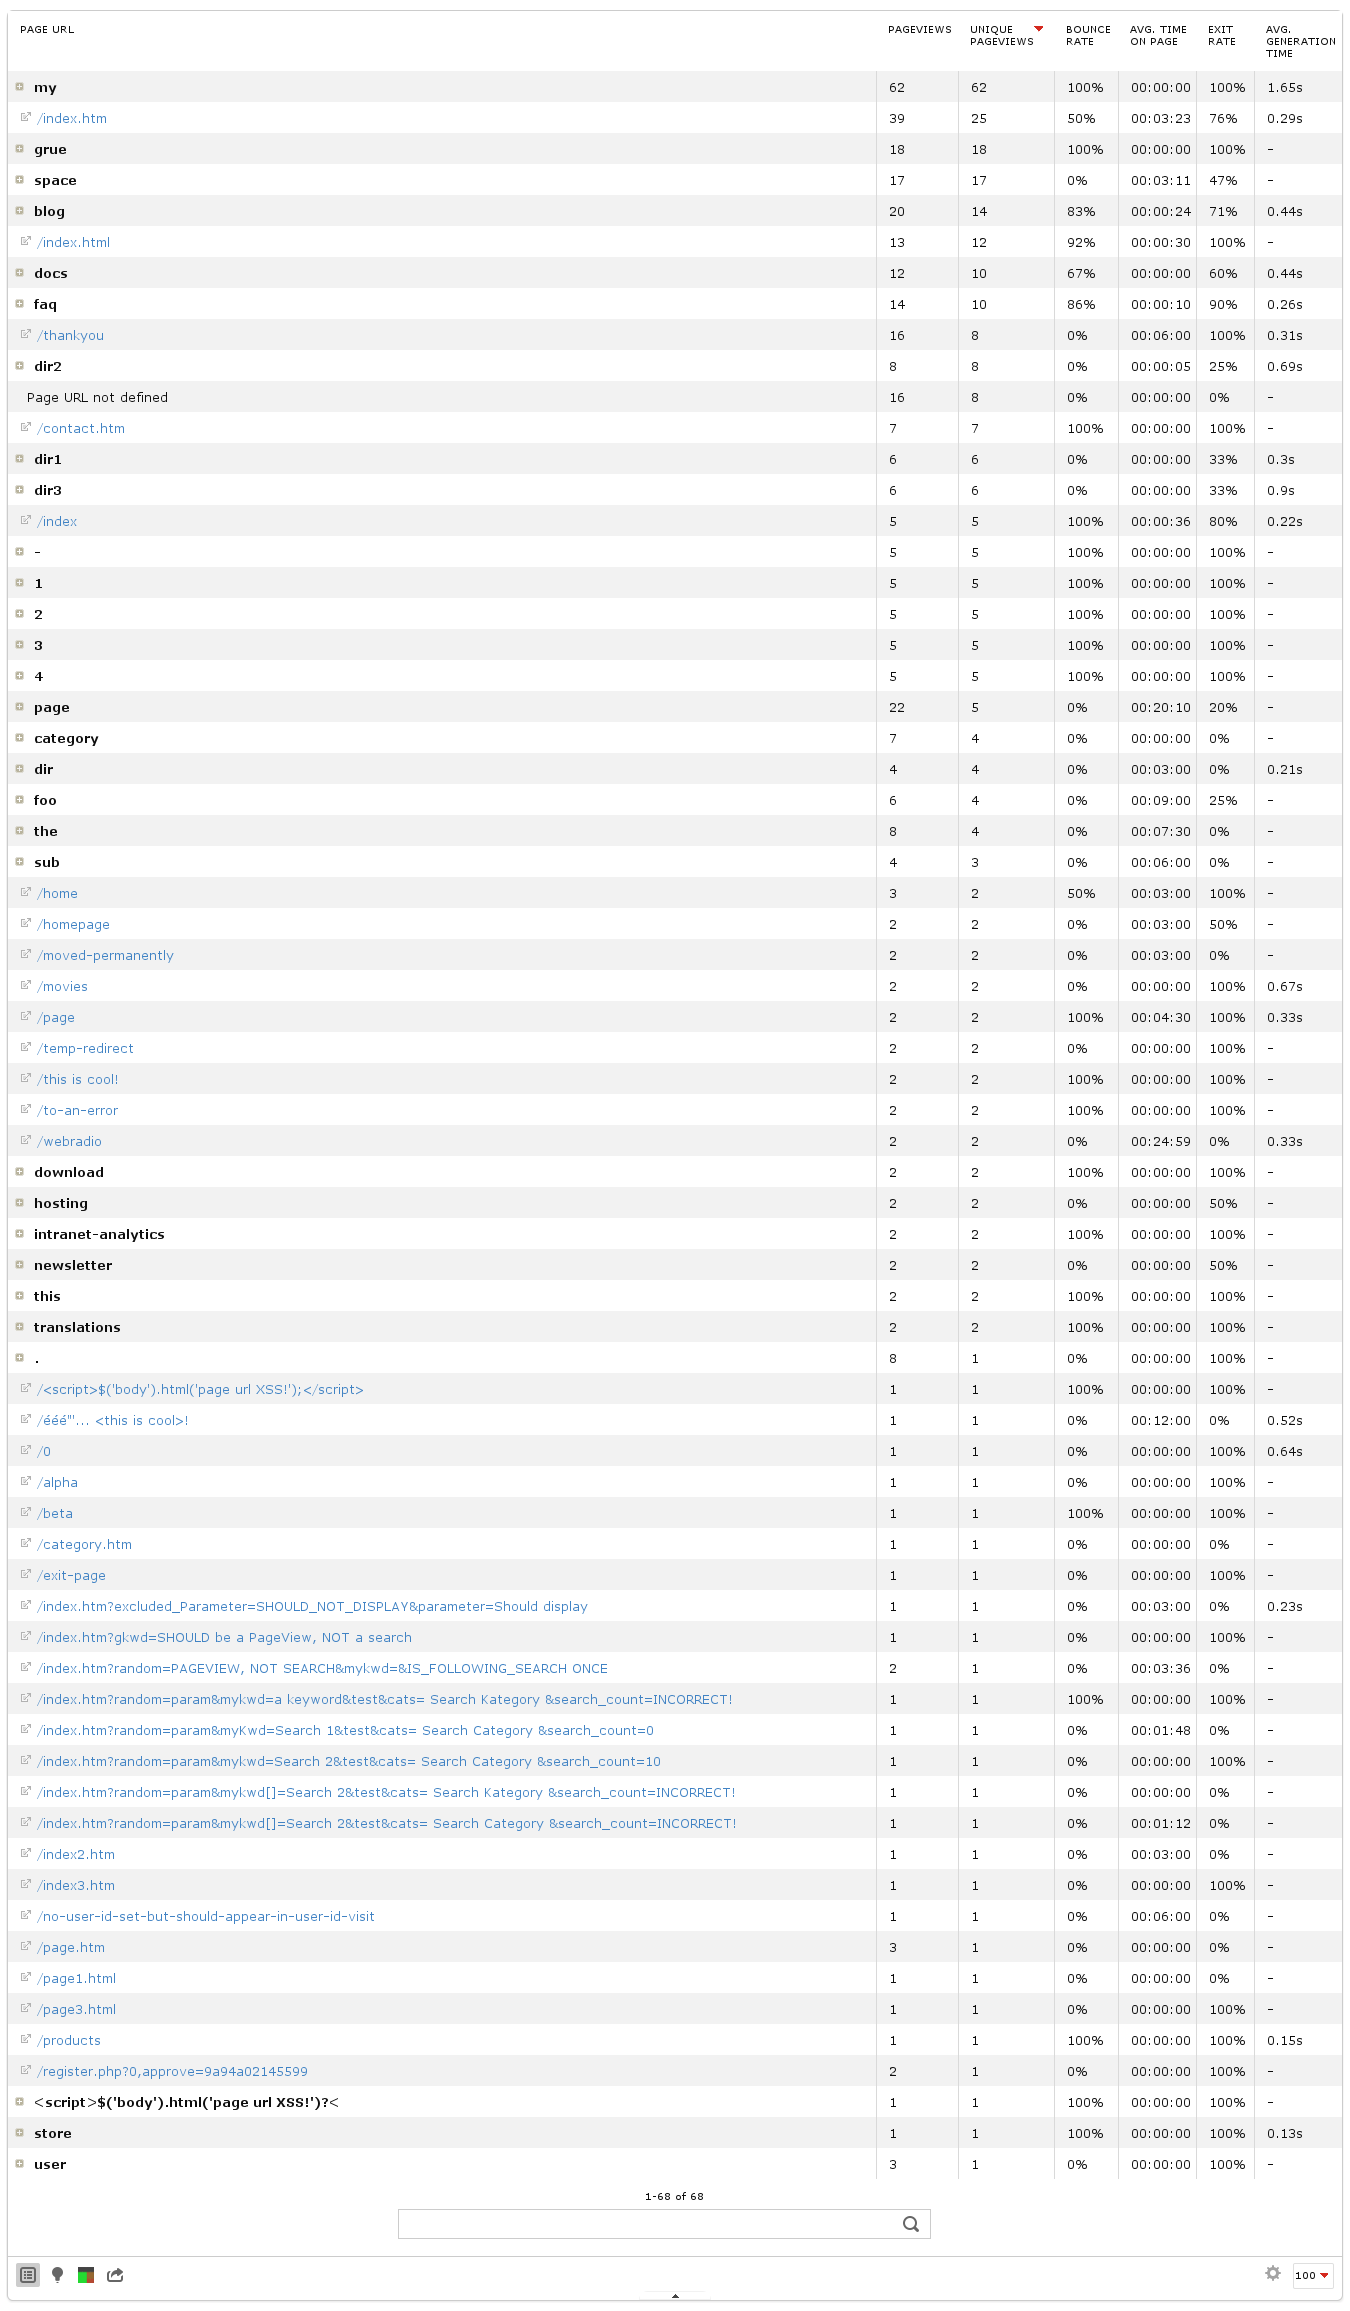 PAGE URL PAGEVIEWS UNIQUE PAGEVIEWS BOUNCE RATE AVG. TIME ON PAGE EXIT RATE AVG. GENERATION TIME
my 62 62 100% 00:00:00 100% 1.65s
/index.htm 39 25 50% 00:03:23 76% 0.29s
grue 18 18 100% 00:00:00 100% -
space 17 17 0% 00:03:11 47% -
blog 20 14 83% 00:00:24 71% 0.44s
/index.html 13 12 92% 00:00:30 100% -
docs 12 10 67% 00:00:00 60% 0.44s
faq 14 10 86% 00:00:10 90% 0.26s
/thankyou 16 8 0% 00:06:00 100% 0.31s
dir2 8 8 0% 00:00:05 25% 0.69s
Page URL not defined 16 8 0% 00:00:00 0% -
/contact.htm 7 7 100% 00:00:00 100% -
dir1 6 6 0% 00:00:00 33% 0.3s
dir3 6 6 0% 00:00:00 33% 0.9s
/index 5 5 100% 00:00:36 80% 0.22s
- 5 5 100% 00:00:00 100% -
1 5 5 100% 00:00:00 100% -
2 5 5 100% 00:00:00 100% -
3 5 5 100% 00:00:00 100% -
4 5 5 100% 00:00:00 100% -
page 22 5 0% 00:20:10 20% -
category 7 4 0% 00:00:00 0% -
dir 4 4 0% 00:03:00 0% 0.21s
foo 6 4 0% 00:09:00 25% -
the 8 4 0% 00:07:30 0% -
sub 4 3 0% 00:06:00 0% -
/home 3 2 50% 00:03:00 100% -
/homepage 2 2 0% 00:03:00 50% -
/moved-permanently 2 2 0% 00:03:00 0% -
/movies 2 2 0% 00:00:00 100% 0.67s
/page 2 2 100% 00:04:30 100% 0.33s
/temp-redirect 2 2 0% 00:00:00 100% -
/this is cool! 2 2 100% 00:00:00 100% -
/to-an-error 2 2 100% 00:00:00 100% -
/webradio 2 2 0% 00:24:59 0% 0.33s
download 2 2 100% 00:00:00 100% -
hosting 2 2 0% 00:00:00 50% -
intranet-analytics 2 2 100% 00:00:00 100% -
newsletter 2 2 0% 00:00:00 50% -
this 2 2 100% 00:00:00 100% -
translations 2 2 100% 00:00:00 100% -
. 8 1 0% 00:00:00 100% -
/<script>$('body').html('page url XSS!');</script> 1 1 100% 00:00:00 100% -
/ééé"'... <this is cool>! 1 1 0% 00:12:00 0% 0.52s
/0 1 1 0% 00:00:00 100% 0.64s
/alpha 1 1 0% 00:00:00 100% -
/beta 1 1 100% 00:00:00 100% -
/category.htm 1 1 0% 00:00:00 0% -
/exit-page 1 1 0% 00:00:00 100% -
/index.htm?excluded_Parameter=SHOULD_NOT_DISPLAY&parameter=Should display 1 1 0% 00:03:00 0% 0.23s
/index.htm?gkwd=SHOULD be a PageView, NOT a search 1 1 0% 00:00:00 100% -
/index.htm?random=PAGEVIEW, NOT SEARCH&mykwd=&IS_FOLLOWING_SEARCH ONCE 2 1 0% 00:03:36 0% -
/index.htm?random=param&mykwd=a keyword&test&cats= Search Kategory &search_count=INCORRECT! 1 1 100% 00:00:00 100% -
/index.htm?random=param&myKwd=Search 1&test&cats= Search Category &search_count=0 1 1 0% 00:01:48 0% -
/index.htm?random=param&mykwd=Search 2&test&cats= Search Category &search_count=10 1 1 0% 00:00:00 100% -
/index.htm?random=param&mykwd[]=Search 2&test&cats= Search Kategory &search_count=INCORRECT! 1 1 0% 00:00:00 0% -
/index.htm?random=param&mykwd[]=Search 2&test&cats= Search Category &search_count=INCORRECT! 1 1 0% 00:01:12 0% -
/index2.htm 1 1 0% 00:03:00 0% -
/index3.htm 1 1 0% 00:00:00 100% -
/no-user-id-set-but-should-appear-in-user-id-visit 1 1 0% 00:06:00 0% -
/page.htm 3 1 0% 00:00:00 0% -
/page1.html 1 1 0% 00:00:00 0% -
/page3.html 1 1 0% 00:00:00 100% -
/products 1 1 100% 00:00:00 100% 0.15s
/register.php?0,approve=9a94a02145599 2 1 0% 00:00:00 100% -
<script>$('body').html('page url XSS!')?< 1 1 100% 00:00:00 100% -
store 1 1 100% 00:00:00 100% 0.13s
user 3 1 0% 00:00:00 100% -
1-68 of 68
100